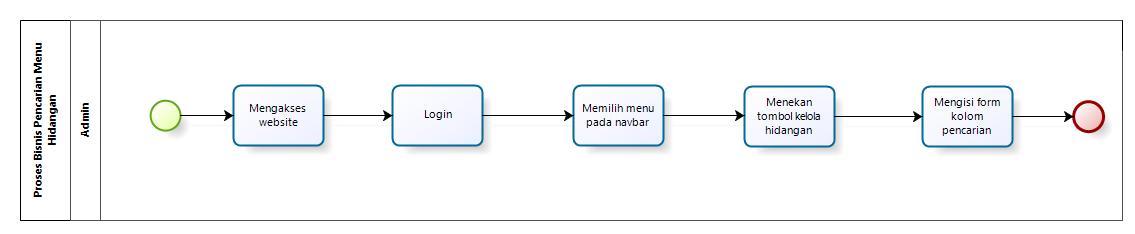 Proses Bisnis Pencarian Menu
Hidangan
Admin
Mengakses
website
Login
Memilih menu
pada navbar
Menekan
tombol kelola
hidangan
Mengisi form
kolom
pencarian